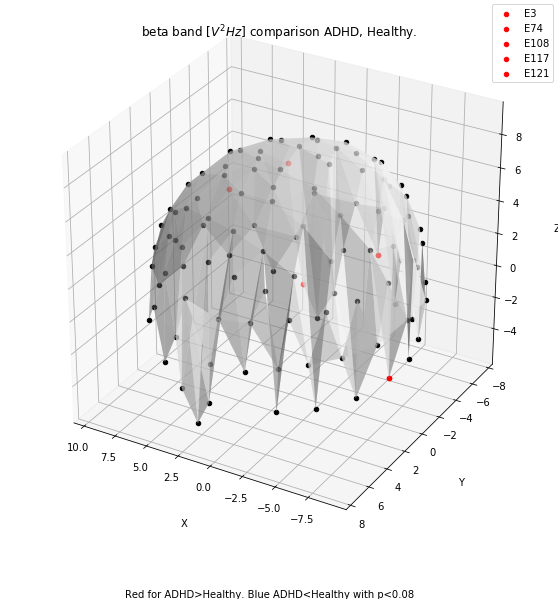 beta band [V²Hz] comparison ADHD, Healthy.
E3
E74
E108
E117
E121
8
6
4
2
0
−2
−4
Z
10.0
7.5
5.0
2.5
0.0
−2.5
−5.0
−7.5
X
−8
−6
−4
−2
0
2
4
6
8
Y
Red for ADHD>Healthy. Blue ADHD<Healthy with p<0.08